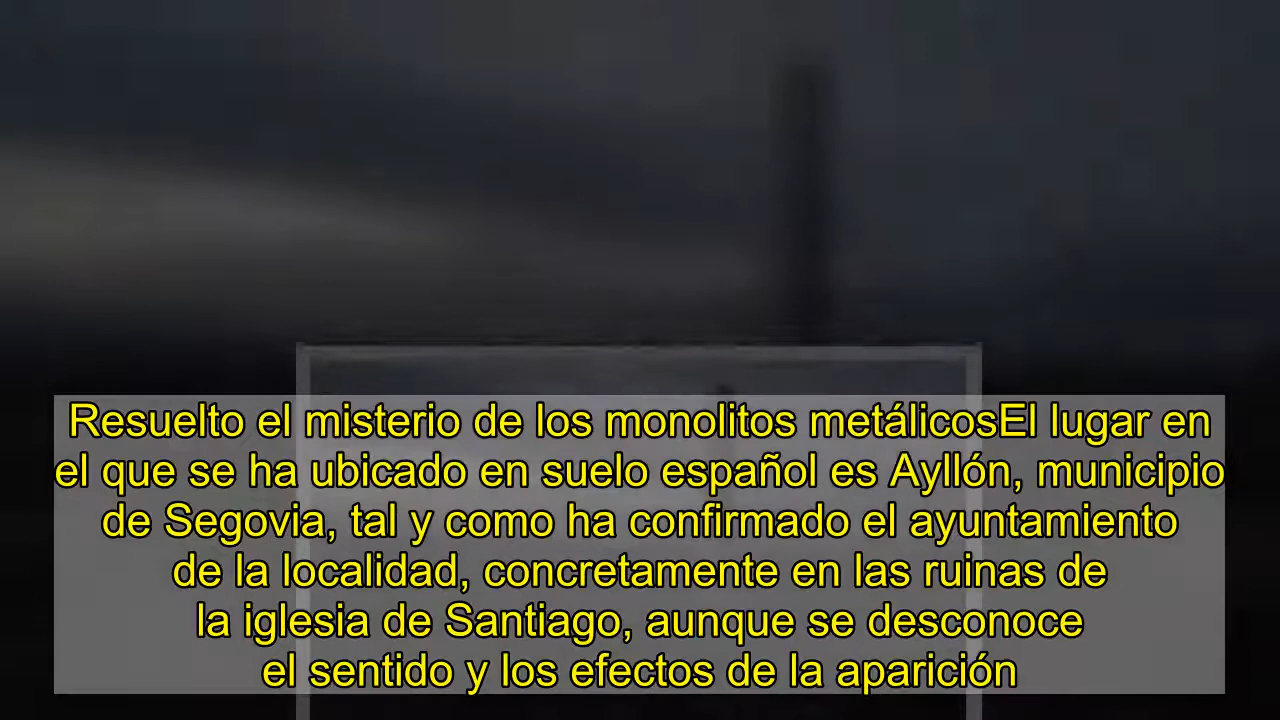 Resuelto el misterio de los monolitos metálicosEl lugar en
el que se ha ubicado en suelo español es Ayllón, municipio
de Segovia, tal y como ha confirmado el ayuntamiento
de la localidad, concretamente en las ruinas de
la iglesia de Santiago, aunque se desconoce
el sentido y los efectos de la aparición